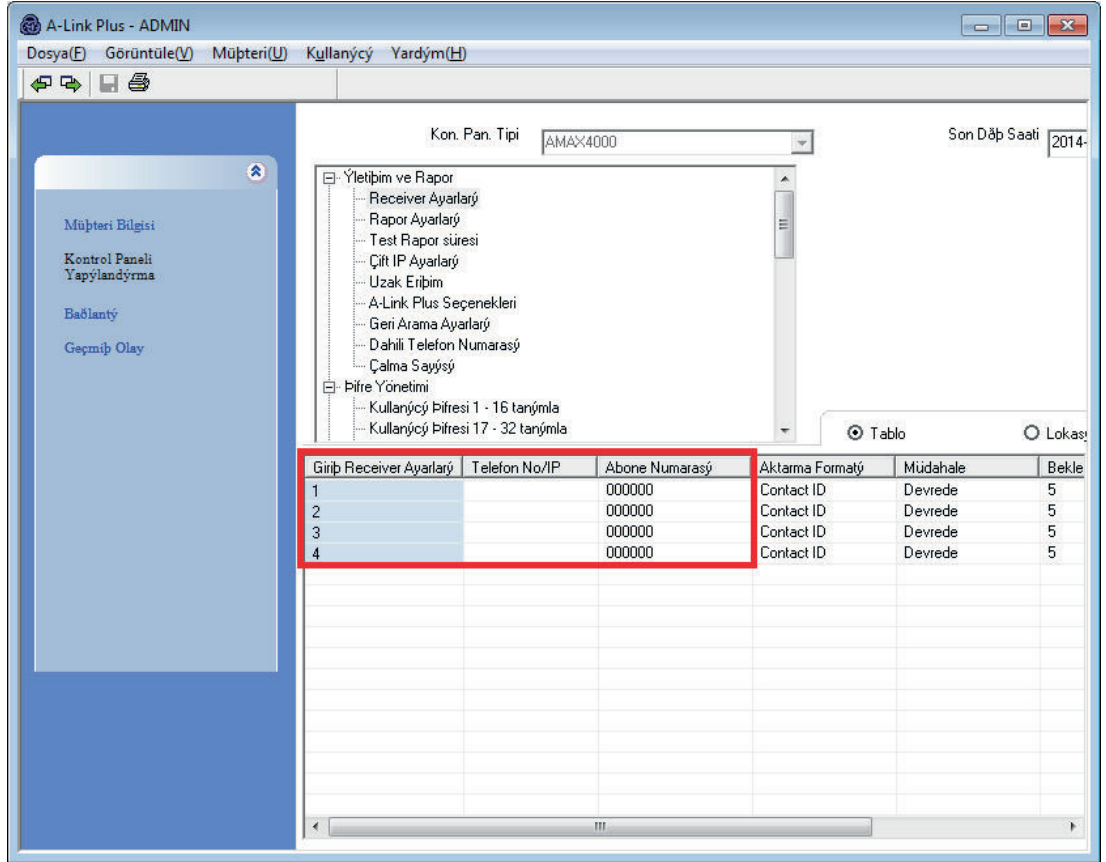 A-Link Plus - ADMIN
Dosya(F) Görüntüle(V) Müþteri(U) Kullanýcý Yardým(H)
Kon. Pan. Tipi AMAX4000 Son Dãþ Saati 2014-
Ýletiþim ve Rapor
Receiver Ayarlarý
Rapor Ayarlarý
Test Rapor süresi
Çift IP Ayarlarý
Uzak Eriþim
A-Link Plus Seçenekleri
Geri Arama Ayarlarý
Dahili Telefon Numarasý
Çalma Sayýsý
Þifre Yönetimi
Kullanýcý Þifresi 1 - 16 tanýmla
Kullanýcý Þifresi 17 - 32 tanýmla
Müþteri Bilgisi
Kontrol Paneli
Yapýlandýrma
Baðlantý
Geçmiþ Olay
Tablo Lokasy
Giriþ Receiver Ayarlarý Telefon No/IP Abone Numarasý Aktarma Formatý Müdahale Bekle
1 000000 Contact ID Devrede 5
2 000000 Contact ID Devrede 5
3 000000 Contact ID Devrede 5
4 000000 Contact ID Devrede 5